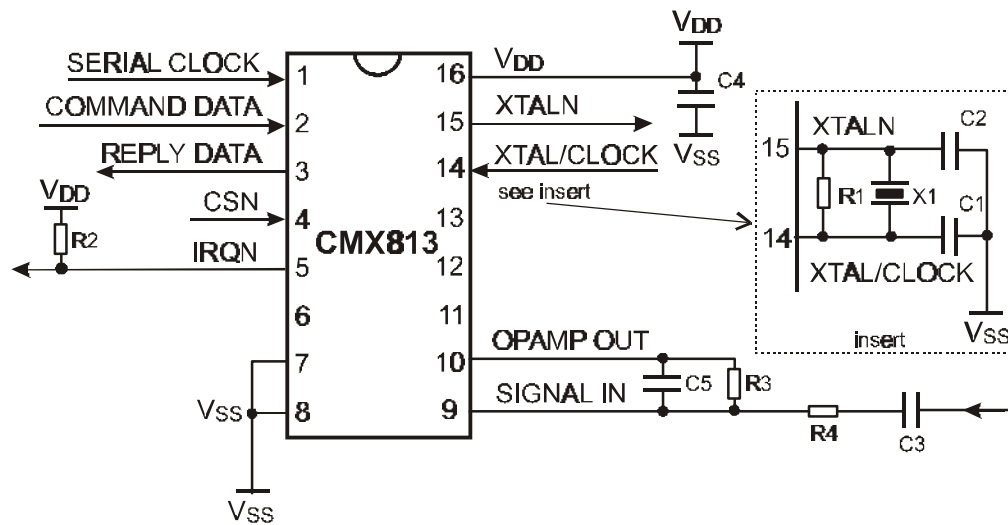 VDD
SERIAL CLOCK
1
16
VDD
C4
COMMAND DATA
2
15
XTALN
VSS
REPLY DATA
3
14
XTAL/CLOCK
see insert
VDD
R2
CSN
4
13
CMX813
IRQN
5
12
6
11
7
10
OPAMP OUT
C5
R3
VSS
8
9
SIGNAL IN
R4
C3
VSS
15
XTALN
C2
R1
X1
C1
14
XTAL/CLOCK
VSS
insert